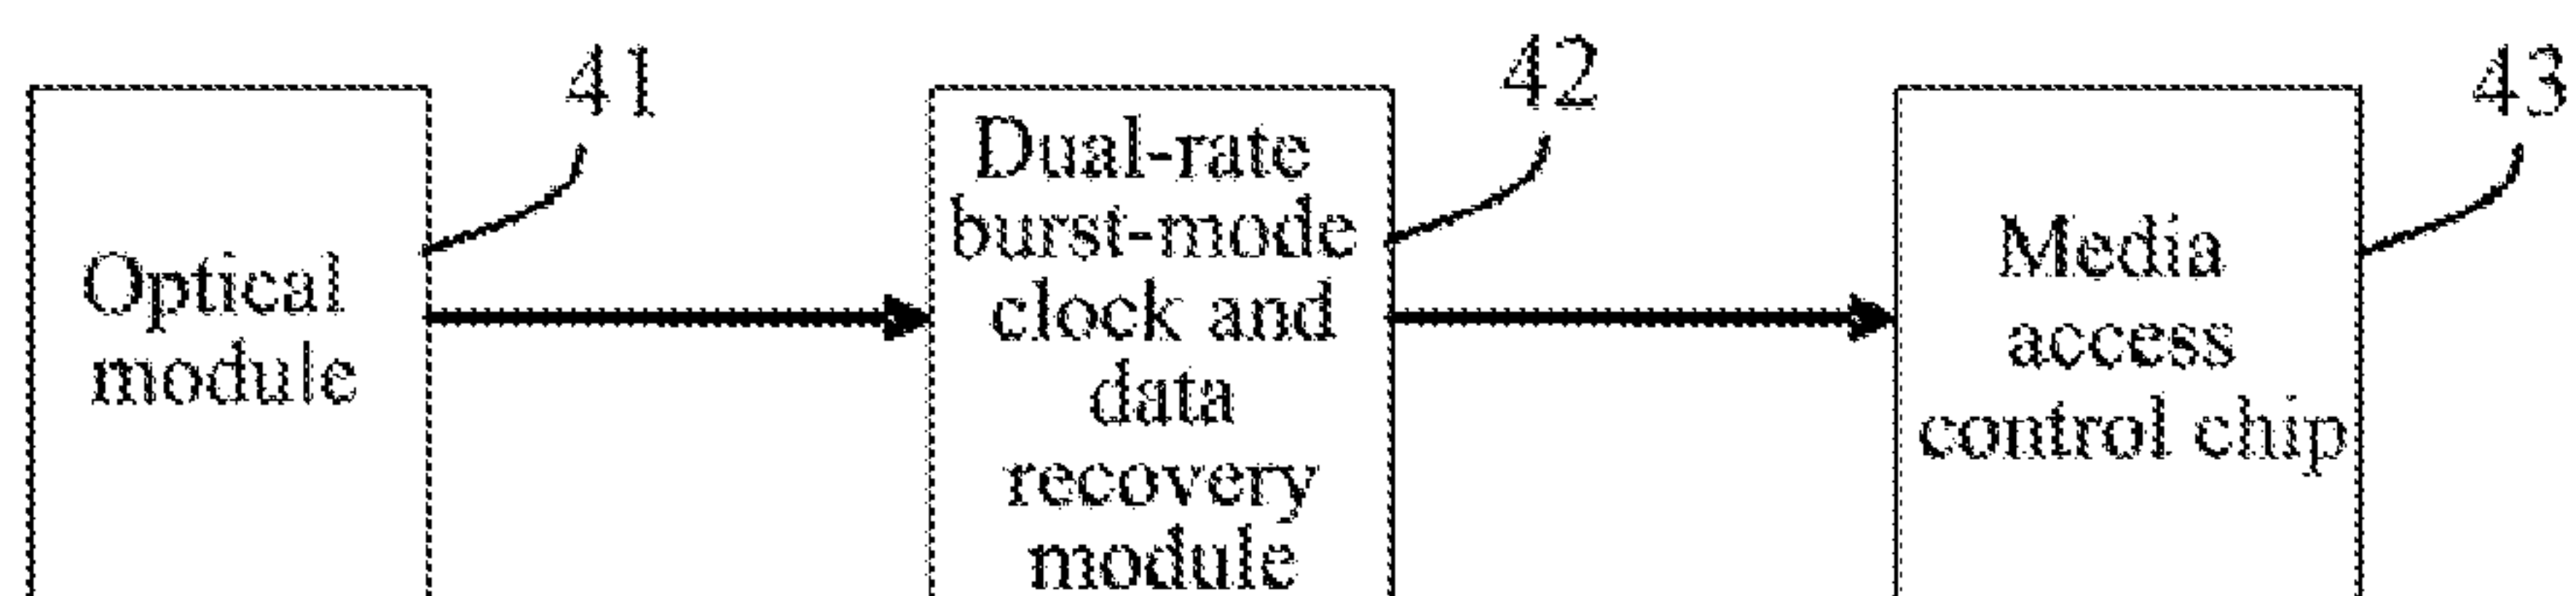 41
42
43
Optical
module
Dual-rate
burst-mode
clock and
data
recovery
module
Media
access
control chip